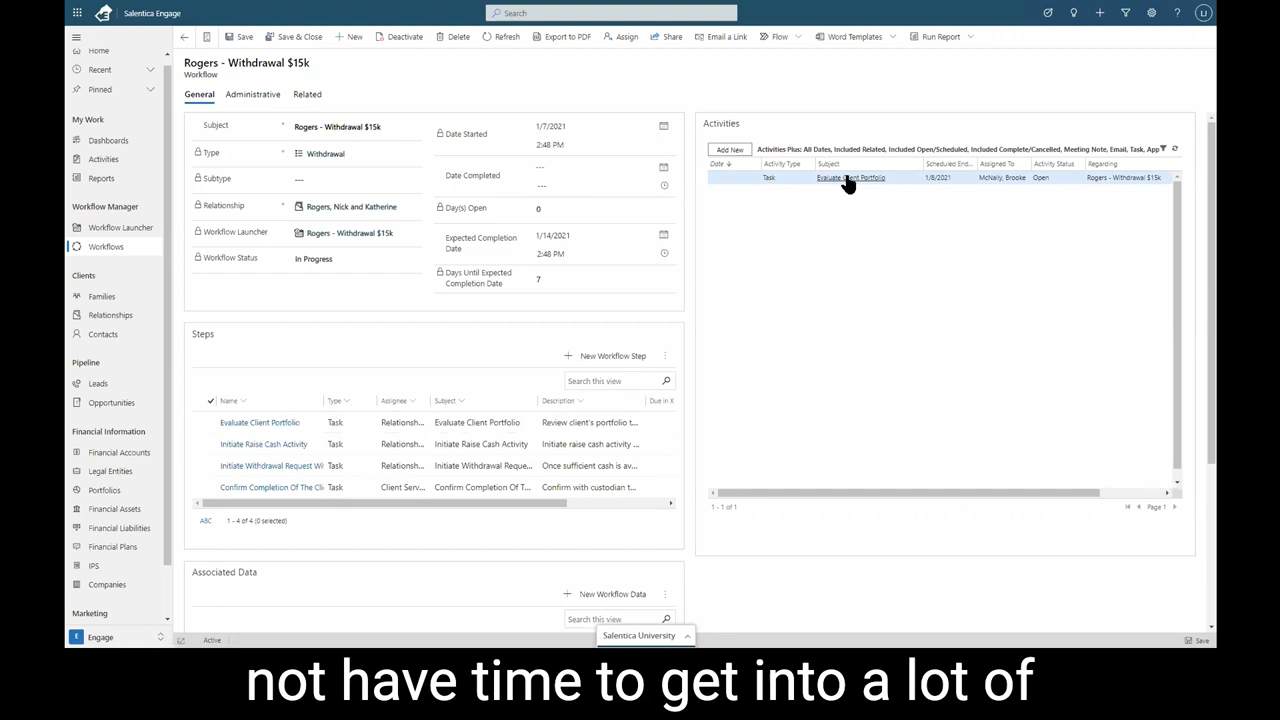 Salentica Engage
Search
Save
Save & Close
New
Deactivate
Delete
Refresh
Export to PDF
Assign
Share
Email a Link
Flow
Word Templates
Run Report
Home
Recent
Pinned
My Work
Dashboards
Activities
Reports
Workflow Manager
Workflow Launcher
Workflows
Clients
Families
Relationships
Contacts
Pipeline
Leads
Opportunities
Financial Information
Financial Accounts
Legal Entities
Portfolios
Financial Assets
Financial Liabilities
Financial Plans
IPS
Companies
Marketing
E Engage
Rogers - Withdrawal $15k
Workflow
General Administrative Related
Subject * Rogers - Withdrawal $15k
Type * Withdrawal
Subtype ---
Relationship * Rogers, Nick and Katherine
Workflow Launcher Rogers - Withdrawal $15k
Workflow Status In Progress
Date Started 1/7/2021
2:48 PM
Date Completed ---
---
Day(s) Open 0
Expected Completion Date 1/14/2021
2:48 PM
Days Until Expected Completion Date 7
Steps
New Workflow Step
Search this view
Name Type Assignee Subject Description Due in X
Evaluate Client Portfolio Task Relationsh... Evaluate Client Portfolio Review client's portfolio t...
Initiate Raise Cash Activity Task Relationsh... Initiate Raise Cash Activity Initiate raise cash activity ...
Initiate Withdrawal Request Wi Task Relationsh... Initiate Withdrawal Reque... Once sufficient cash is av...
Confirm Completion Of The Cli Task Client Serv... Confirm Completion Of T... Confirm with custodian t...
ABC 1 - 4 of 4 (0 selected)
Associated Data
New Workflow Data
Search this view
Activities
Add New Activities Plus: All Dates, Included Related, Included Open/Scheduled, Included Complete/Cancelled, Meeting Note, Email, Task, App
Date Activity Type Subject Scheduled End... Assigned To Activity Status Regarding
Task Evaluate Client Portfolio 1/8/2021 McNally, Brooke Open Rogers - Withdrawal $15k
1 - 1 of 1 Page 1
Active
Salentica University
Save
not have time to get into a lot of